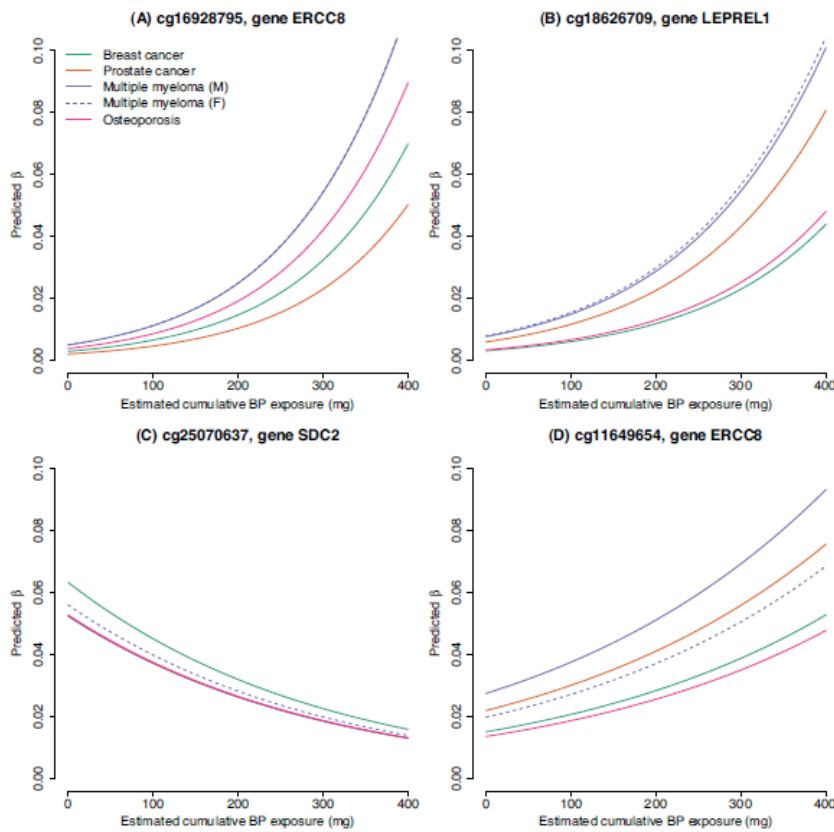 (A) cg16928795, gene ERCC8
Breast cancer
Prostate cancer
Multiple myeloma (M)
Multiple myeloma (F)
Osteoporosis
Predicted β
0.10
0.08
0.06
0.04
0.02
0.00
0 100 200 300 400
Estimated cumulative BP exposure (mg)
(B) cg18626709, gene LEPREL1
Predicted β
0.10
0.08
0.06
0.04
0.02
0.00
0 100 200 300 400
Estimated cumulative BP exposure (mg)
(C) cg25070637, gene SDC2
Predicted β
0.10
0.08
0.06
0.04
0.02
0.00
0 100 200 300 400
Estimated cumulative BP exposure (mg)
(D) cg11649654, gene ERCC8
Predicted β
0.10
0.08
0.06
0.04
0.02
0.00
0 100 200 300 400
Estimated cumulative BP exposure (mg)